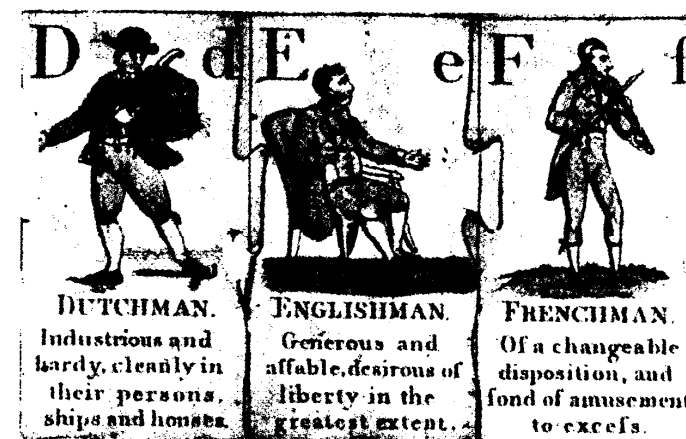 D d E e F f
DUTCHMAN.
Industrious and
hardy, cleanly in
their persons,
ships and houses.
ENGLISHMAN.
Generous and
affable, desirous of
liberty in the
greatest extent.
FRENCHMAN.
Of a changeable
disposition, and
fond of amusement
to excefs.